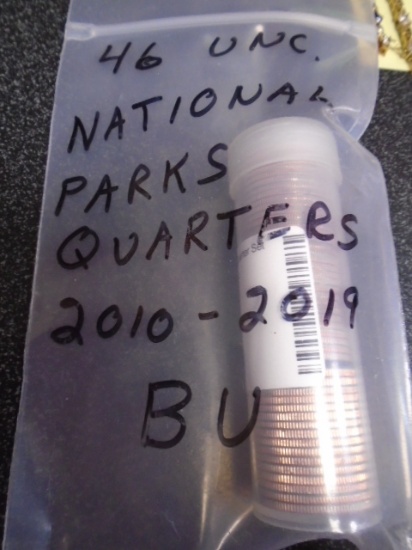 46 UNC.
NATIONAL
PARKS
QUARTERS
2010-2019
BU